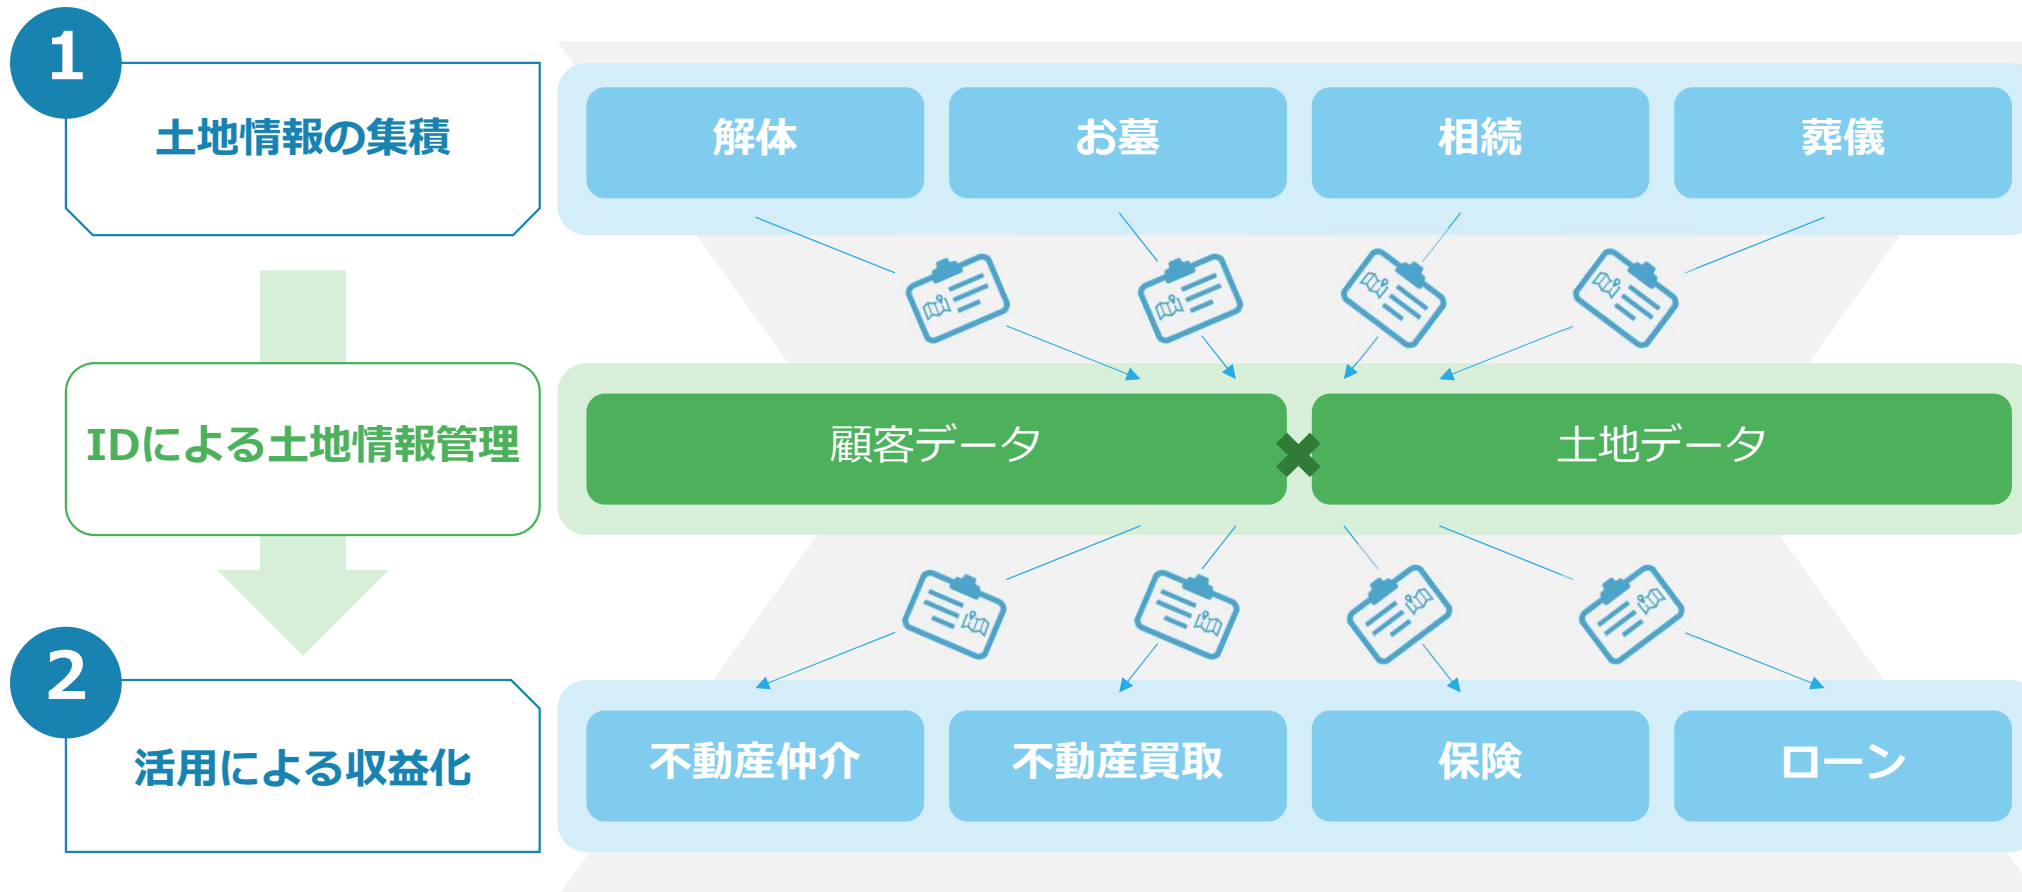 1
土地情報の集積
解体
お墓
相続
葬儀
IDによる土地情報管理
顧客データ
土地データ
2
活用による収益化
不動産仲介
不動産買取
保険
ローン